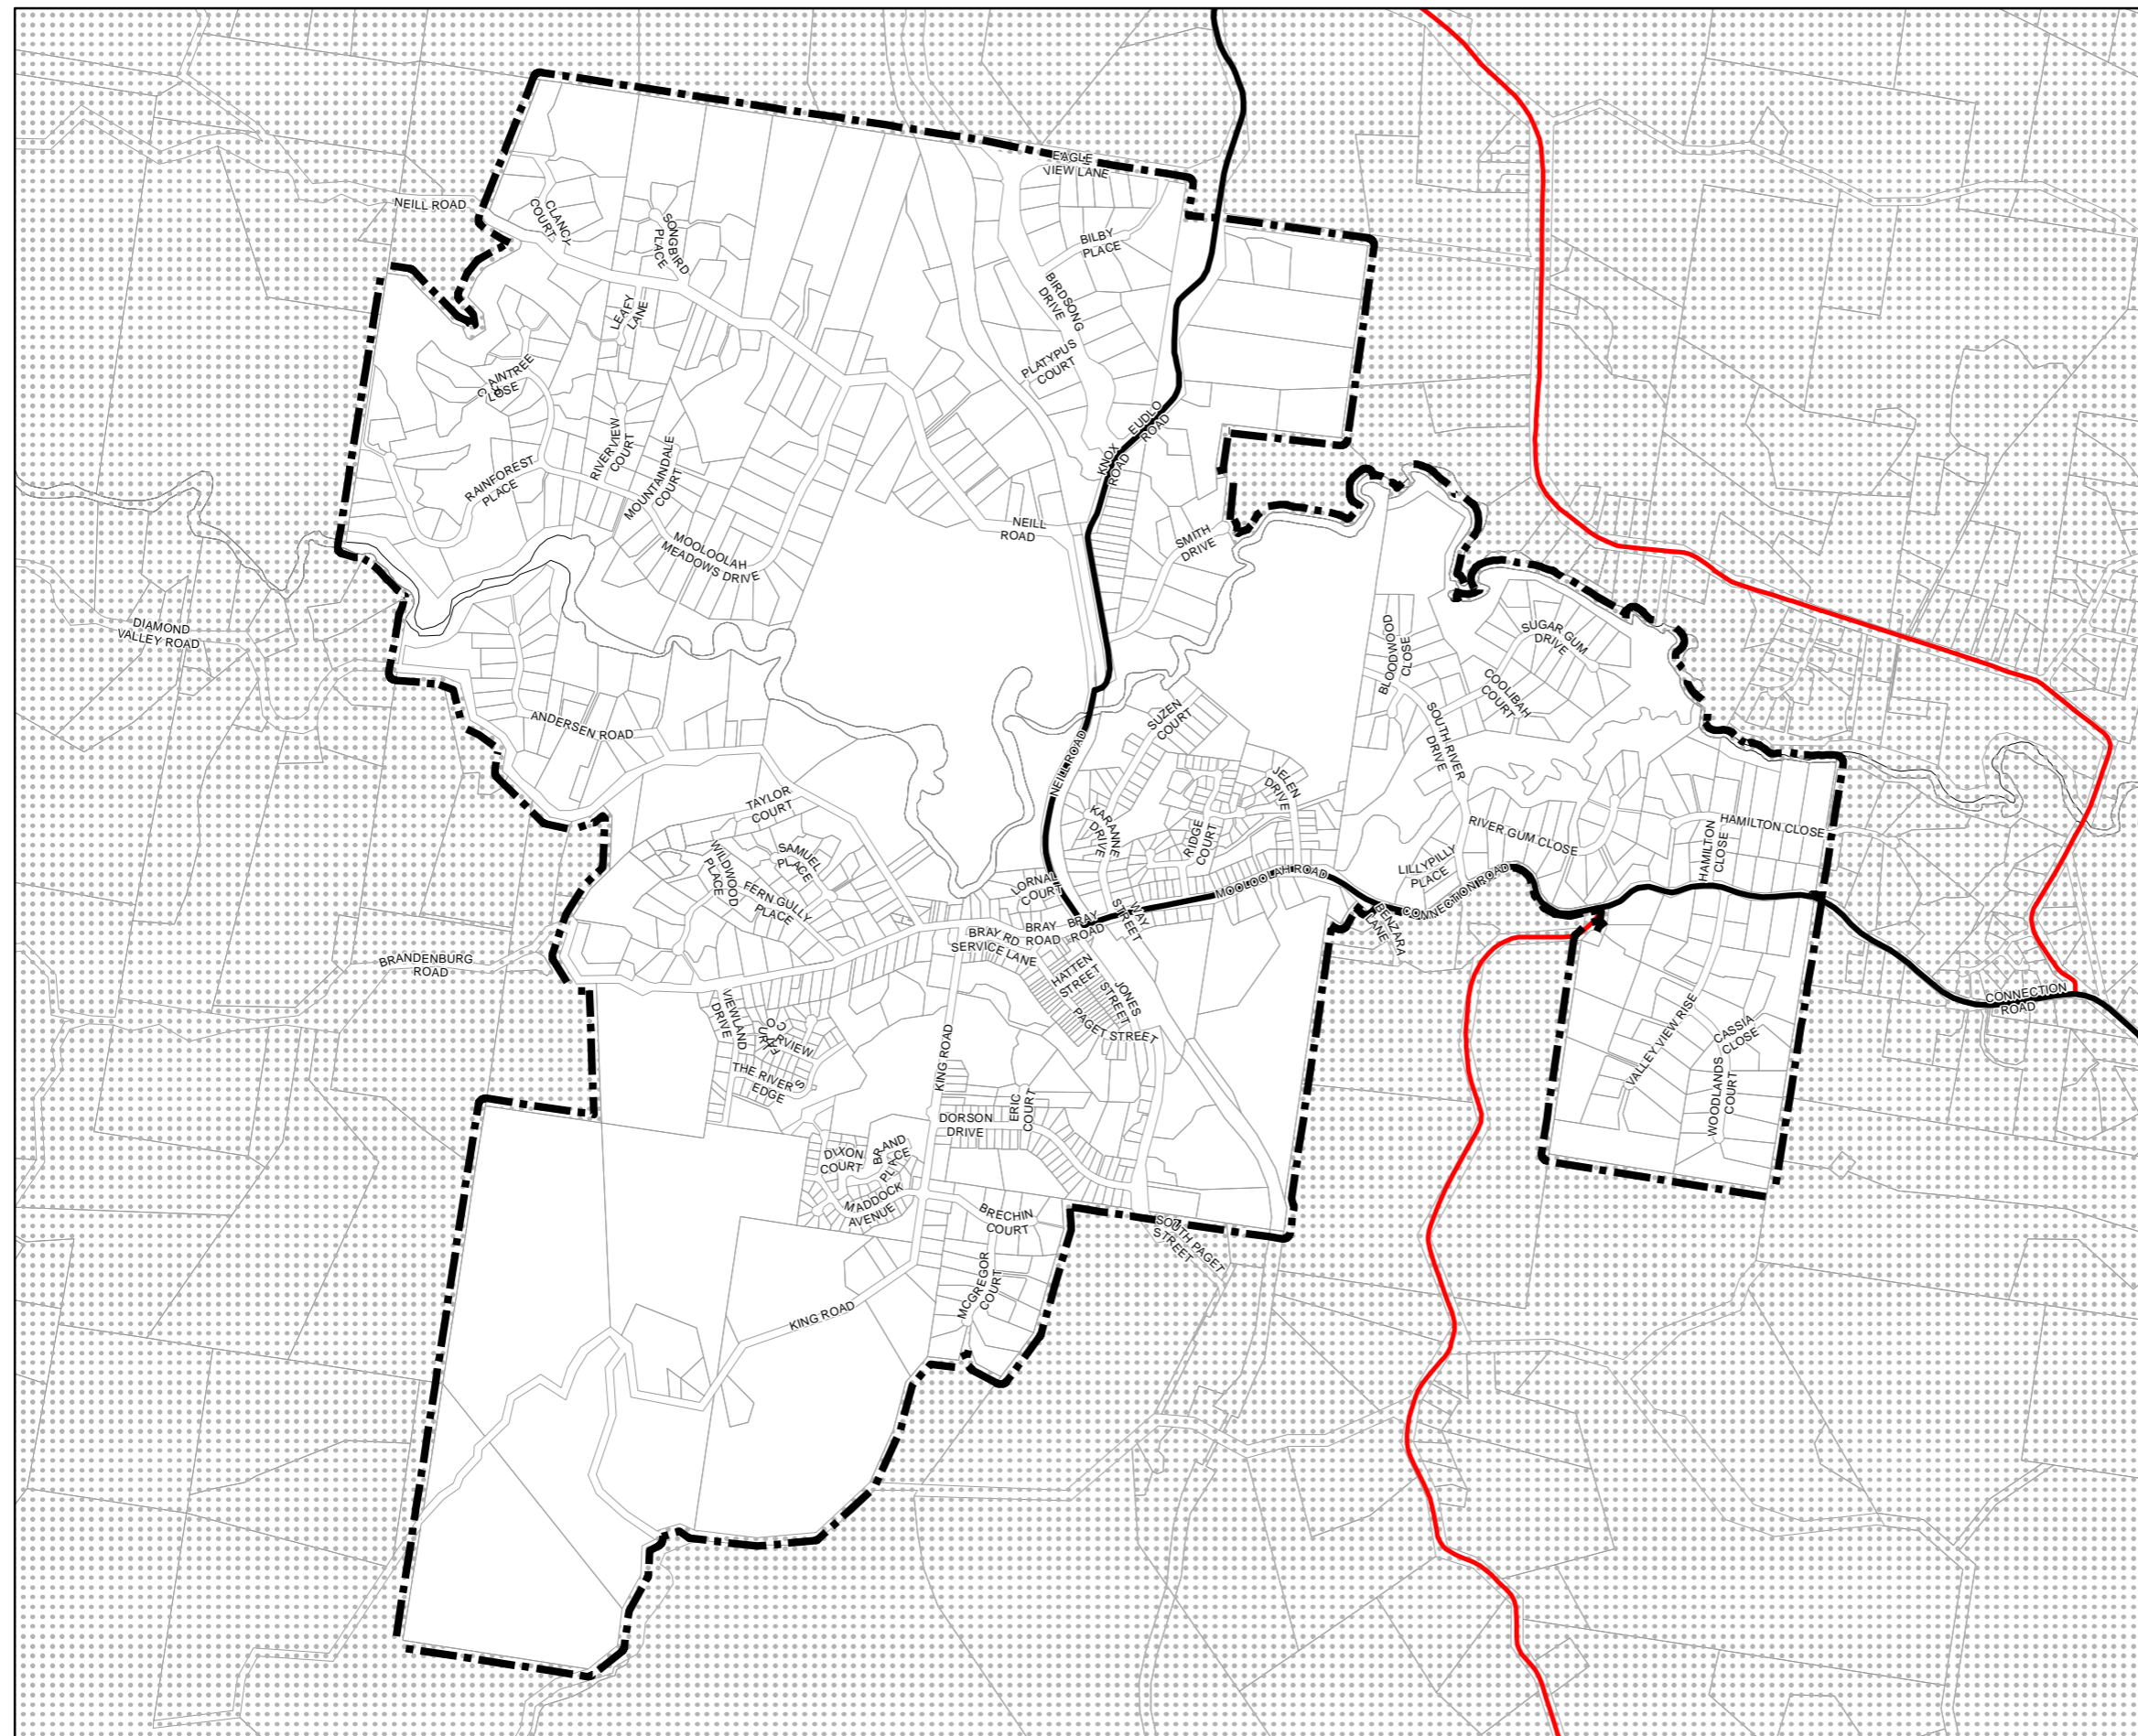 EAGLE
VIEW LANE
NEILL ROAD
CLANCY
COURT
SONGBIRD
PLACE
BILBY
PLACE
BIRDSONG
DRIVE
LEAFY
LANE
PLATYPUS
COURT
CLOSE
EUDLO
ROAD
KNOX
ROAD
RIVERVIEW
COURT
MOUNTAINDALE
COURT
RAINFOREST
PLACE
NEILL
ROAD
SMITH
DRIVE
MOOLOOLAH
MEADOWS DRIVE
DIAMOND
VALLEY ROAD
BLOODWOOD
CLOSE
SUGAR GUM
DRIVE
COOLIBAH
COURT
SOUTH RIVER
DRIVE
ANDERSEN ROAD
SUZEN
COURT
NEILL ROAD
JELEN
DRIVE
TAYLOR
COURT
KARANNE
DRIVE
RIDGE
COURT
RIVER GUM CLOSE
HAMILTON CLOSE
HAMILTON
CLOSE
SAMUEL
PLACE
WILDWOOD
PLACE
FERN GULLY
PLACE
LORNAL
COURT
MOOLOOLAH ROAD
LILLYPILLY
PLACE
CONNECTION ROAD
WAY
STREET
BENZARA
LANE
BRAY
ROAD
BRAY
ROAD
BRAY RD
SERVICE LANE
BRANDENBURG
ROAD
HATTEN
STREET
JONES
STREET
PAGET STREET
CONNECTION
ROAD
VIEWLAND
DRIVE
FAIRVIEW
COURT
THE RIVERS
EDGE
KING ROAD
VALLEY VIEW RISE
CASSIA
CLOSE
WOODLANDS
COURT
ERIC
COURT
DORSON
DRIVE
DIXON
COURT
BRAND
PLACE
MADDOCK
AVENUE
BRECHIN
COURT
SOUTH PAGET
STREET
MCGREGOR
COURT
KING ROAD